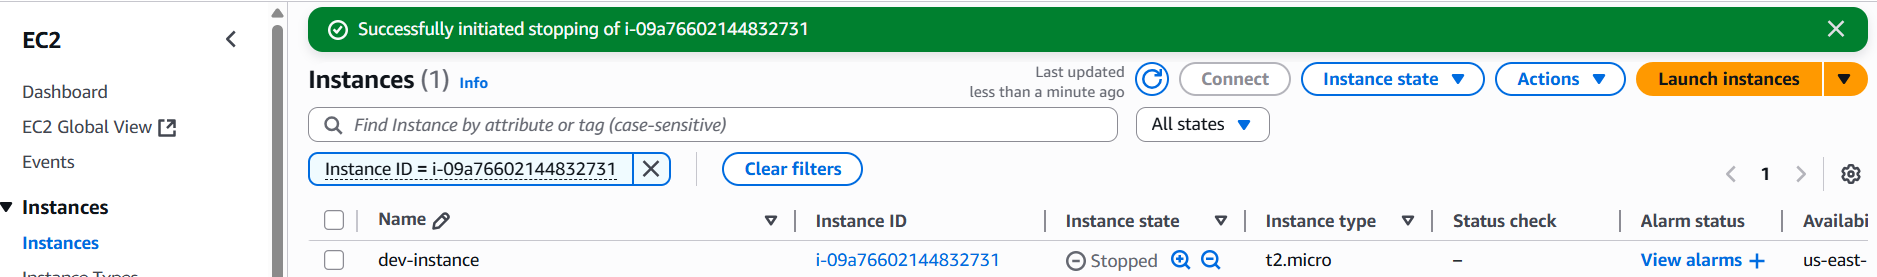 Successfully initiated stopping of i-09a76602144832731
EC2
Dashboard
EC2 Global View
Events
Instances
Instances
Instance Types
Instances (1) Info
Last updated
less than a minute ago
Connect
Instance state
Actions
Launch instances
Find Instance by attribute or tag (case-sensitive)
All states
Instance ID = i-09a76602144832731
Clear filters
1
Name Instance ID Instance state Instance type Status check Alarm status Availabi
dev-instance i-09a76602144832731 Stopped t2.micro – View alarms + us-east-